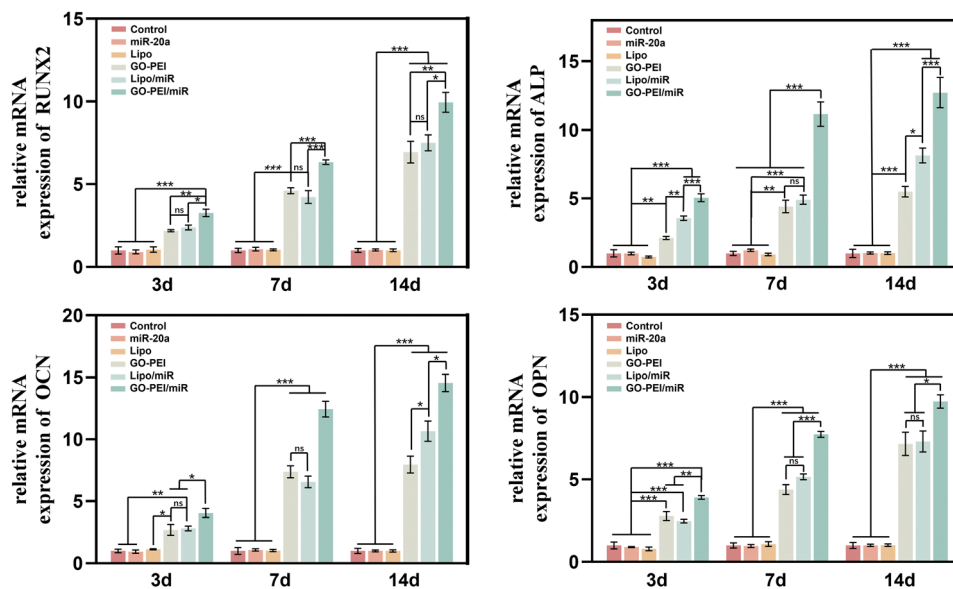 relative mRNA
expression of RUNX2
15
10
5
0
Control
miR-20a
Lipo
GO-PEI
Lipo/miR
GO-PEI/miR
***
**
ns
*
***
***
ns
***
***
**
*
ns
3d
7d
14d
relative mRNA
expression of ALP
15
10
5
0
Control
miR-20a
Lipo
GO-PEI
Lipo/miR
GO-PEI/miR
***
**
**
***
***
***
**
ns
***
***
*
***
3d
7d
14d
relative mRNA
expression of OCN
20
15
10
5
0
Control
miR-20a
Lipo
GO-PEI
Lipo/miR
GO-PEI/miR
*
**
*
ns
***
ns
***
*
*
3d
7d
14d
relative mRNA
expression of OPN
15
10
5
0
Control
miR-20a
Lipo
GO-PEI
Lipo/miR
GO-PEI/miR
***
**
***
***
***
***
ns
***
*
ns
3d
7d
14d